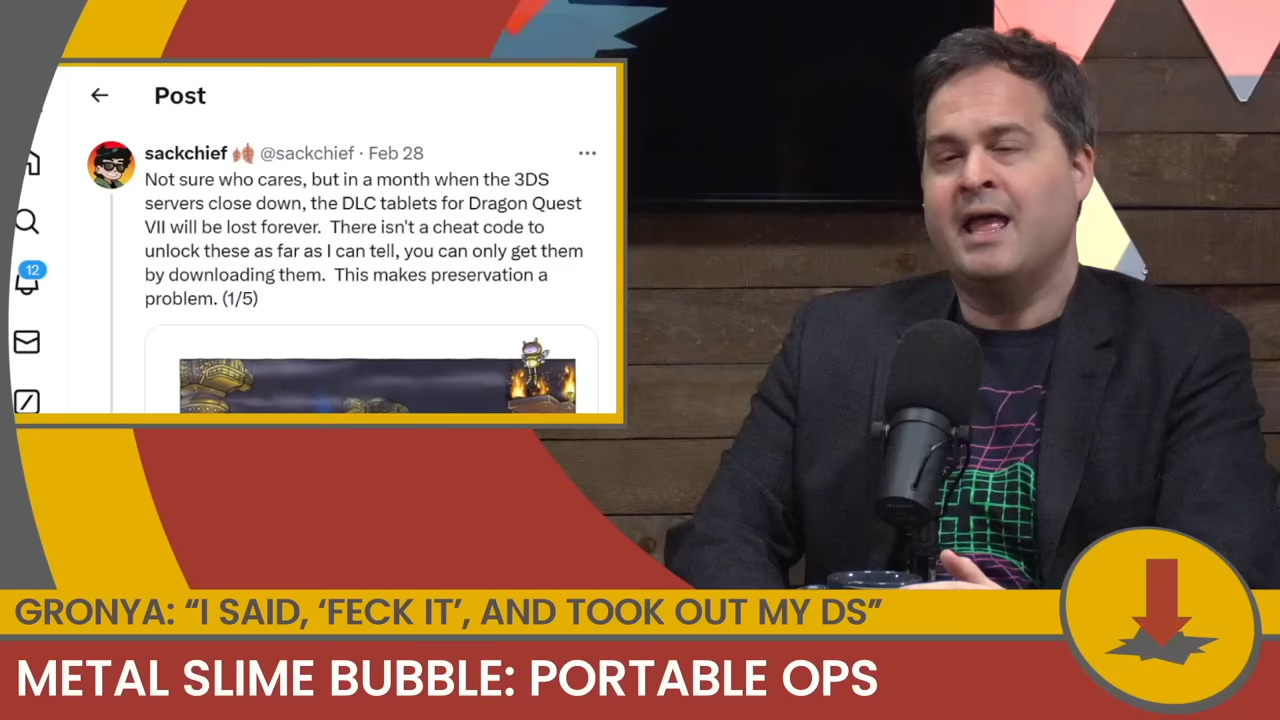 Post
sackchief @sackchief · Feb 28
Not sure who cares, but in a month when the 3DS
servers close down, the DLC tablets for Dragon Quest
VII will be lost forever.  There isn't a cheat code to
unlock these as far as I can tell, you can only get them
by downloading them.  This makes preservation a
problem. (1/5)
12
GRONYA: “I SAID, ‘FECK IT’, AND TOOK OUT MY DS”
METAL SLIME BUBBLE: PORTABLE OPS